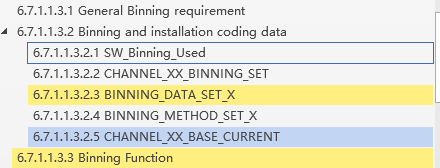 6.7.1.1.3.1 General Binning requirement
6.7.1.1.3.2 Binning and installation coding data
6.7.1.1.3.2.1 SW_Binning_Used
6.7.1.1.3.2.2 CHANNEL_XX_BINNING_SET
6.7.1.1.3.2.3 BINNING_DATA_SET_X
6.7.1.1.3.2.4 BINNING_METHOD_SET_X
6.7.1.1.3.2.5 CHANNEL_XX_BASE_CURRENT
6.7.1.1.3.3 Binning Function